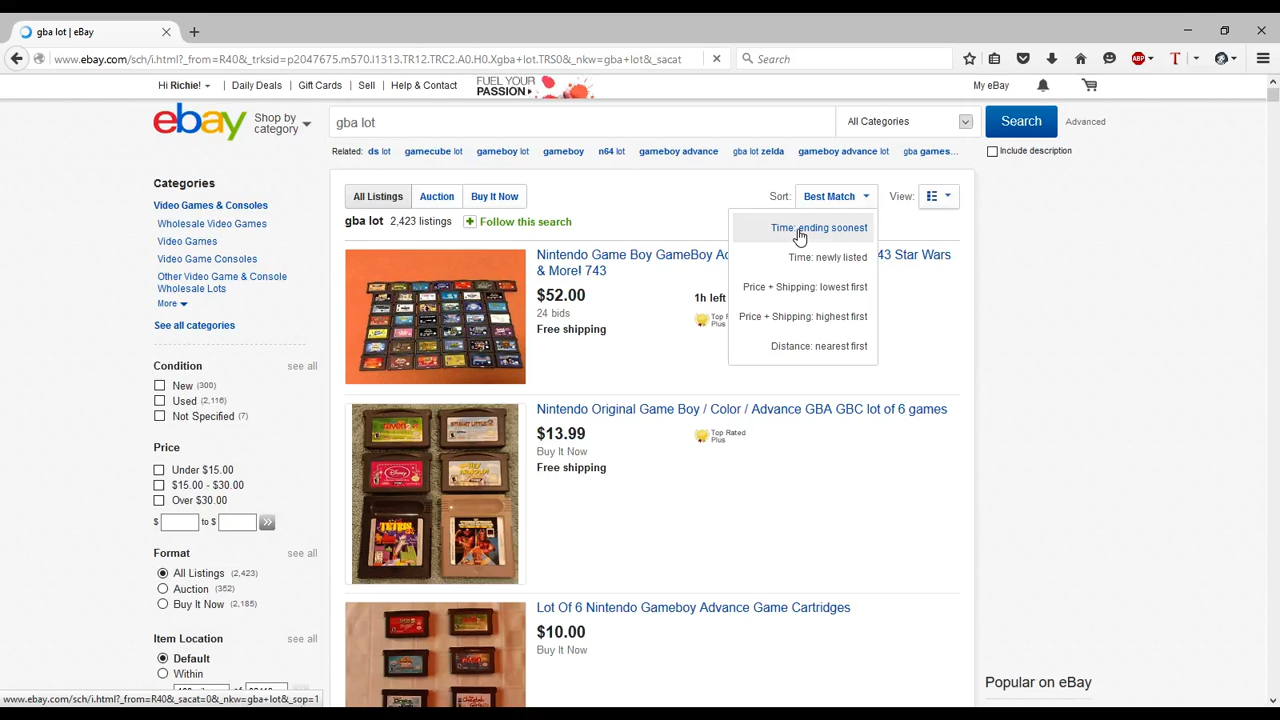 gba lot | eBay
www.ebay.com/sch/i.html?_from=R40&_trksid=p2047675.m570.l1313.TR12.TRC2.A0.H0.Xgba+lot.TRS0&_nkw=gba+lot&_sacat
Search
Hi Richie!
Daily Deals
Gift Cards
Sell
Help & Contact
FUEL YOUR
PASSION
My eBay
ebay
Shop by
category
gba lot
All Categories
Search
Advanced
Related: ds lot gamecube lot gameboy lot gameboy n64 lot gameboy advance gba lot zelda gameboy advance lot gba games...
Include description
Categories
Video Games & Consoles
Wholesale Video Games
Video Games
Video Game Consoles
Other Video Game & Console
Wholesale Lots
More
See all categories
Condition see all
New (300)
Used (2,116)
Not Specified (7)
Price
Under $15.00
$15.00 - $30.00
Over $30.00
$ to $
Format see all
All Listings (2,423)
Auction (352)
Buy It Now (2,185)
Item Location see all
Default
Within
All Listings Auction Buy It Now
Sort: Best Match View:
gba lot 2,423 listings Follow this search
Time: ending soonest
Time: newly listed
Price + Shipping: lowest first
Price + Shipping: highest first
Distance: nearest first
Nintendo Game Boy GameBoy Ad 43 Star Wars
& More! 743
$52.00
24 bids
Free shipping
1h left
Top R
Plus
Nintendo Original Game Boy / Color / Advance GBA GBC lot of 6 games
$13.99
Buy It Now
Free shipping
Top Rated
Plus
TETRIS
Disney
Lot Of 6 Nintendo Gameboy Advance Game Cartridges
$10.00
Buy It Now
Popular on eBay
www.ebay.com/sch/i.html?_from=R40&_sacat=0&_nkw=gba+lot&_sop=1